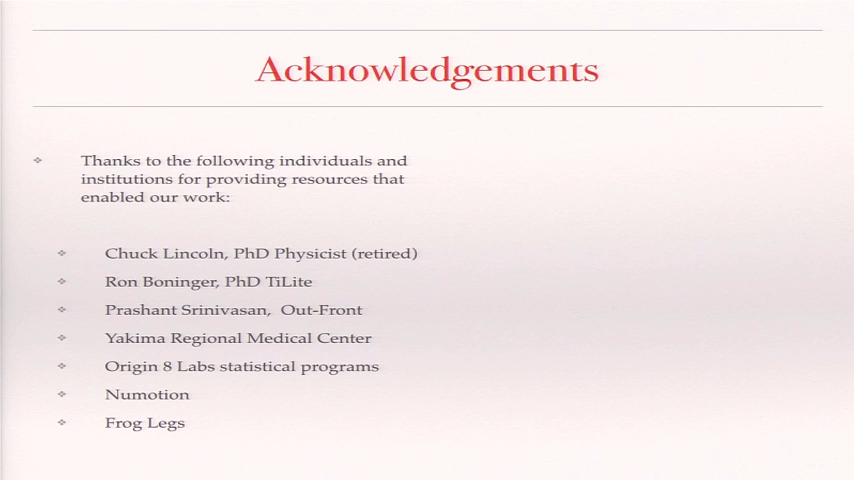 Acknowledgements
Thanks to the following individuals and
institutions for providing resources that
enabled our work:
Chuck Lincoln, PhD Physicist (retired)
Ron Boninger, PhD TiLite
Prashant Srinivasan, Out-Front
Yakima Regional Medical Center
Origin 8 Labs statistical programs
Numotion
Frog Legs